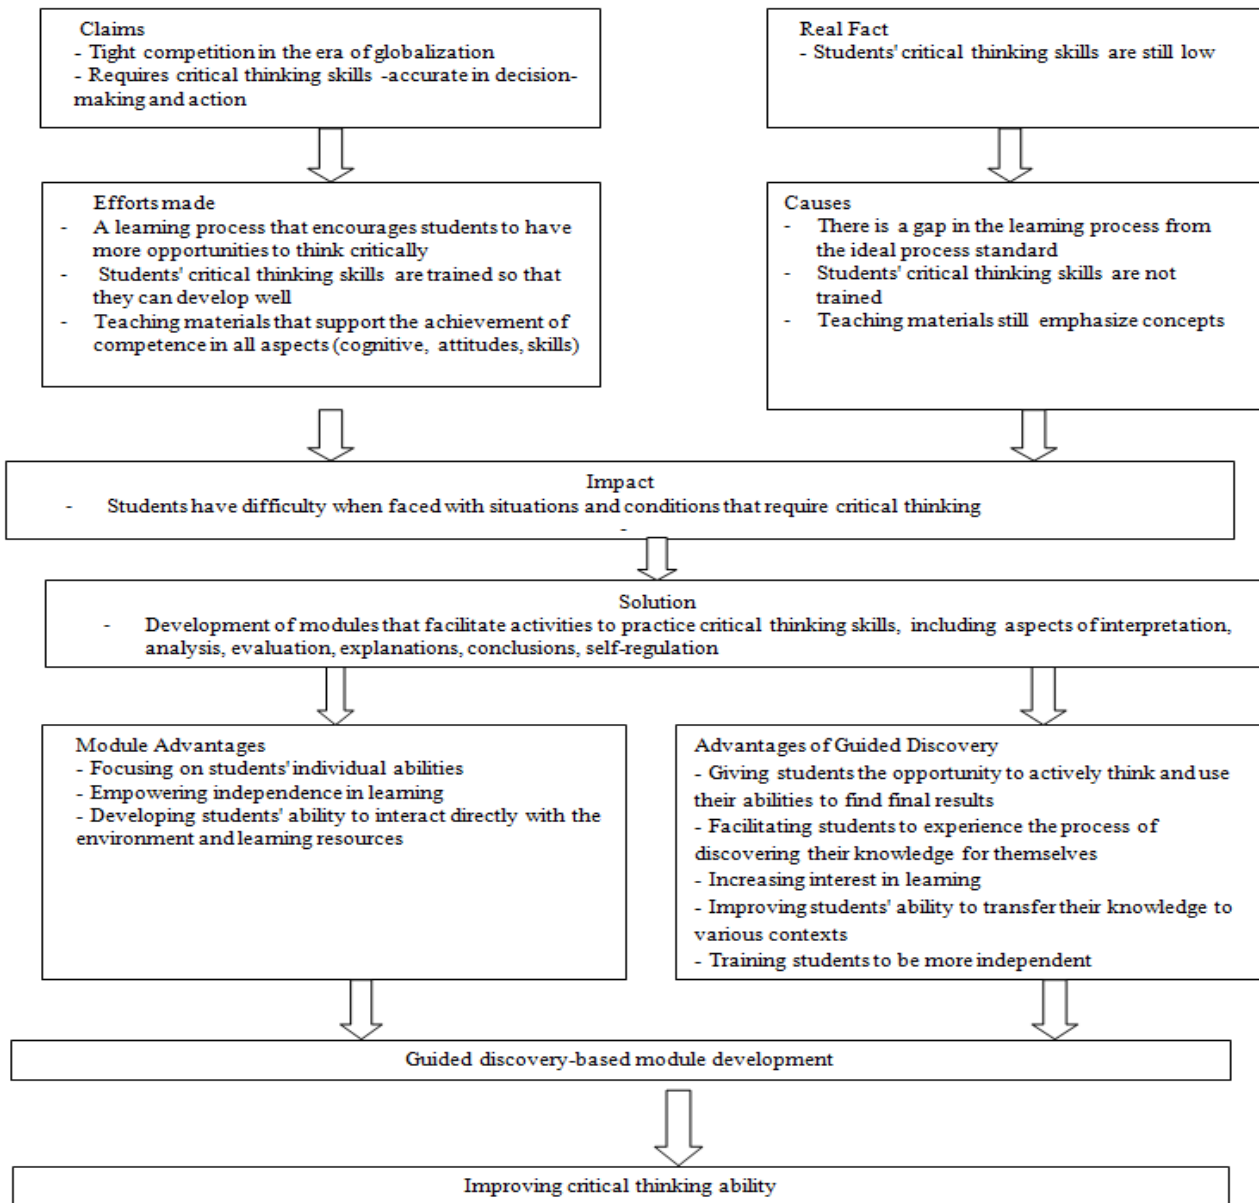 Claims
- Tight competition in the era of globalization
- Requires critical thinking skills -accurate in decision-
making and action
Real Fact
- Students' critical thinking skills are still low
Efforts made
- A learning process that encourages students to have
more opportunities to think critically
- Students' critical thinking skills are trained so that
they can develop well
- Teaching materials that support the achievement of
competence in all aspects (cognitive, attitudes, skills)
Causes
- There is a gap in the learning process from
the ideal process standard
- Students' critical thinking skills are not
trained
- Teaching materials still emphasize concepts
Impact
- Students have difficulty when faced with situations and conditions that require critical thinking
-
Solution
- Development of modules that facilitate activities to practice critical thinking skills, including aspects of interpretation,
analysis, evaluation, explanations, conclusions, self-regulation
Module Advantages
- Focusing on students' individual abilities
- Empowering independence in learning
- Developing students' ability to interact directly with the
environment and learning resources
Advantages of Guided Discovery
- Giving students the opportunity to actively think and use
their abilities to find final results
- Facilitating students to experience the process of
discovering their knowledge for themselves
- Increasing interest in learning
- Improving students' ability to transfer their knowledge to
various contexts
- Training students to be more independent
Guided discovery-based module development
Improving critical thinking ability